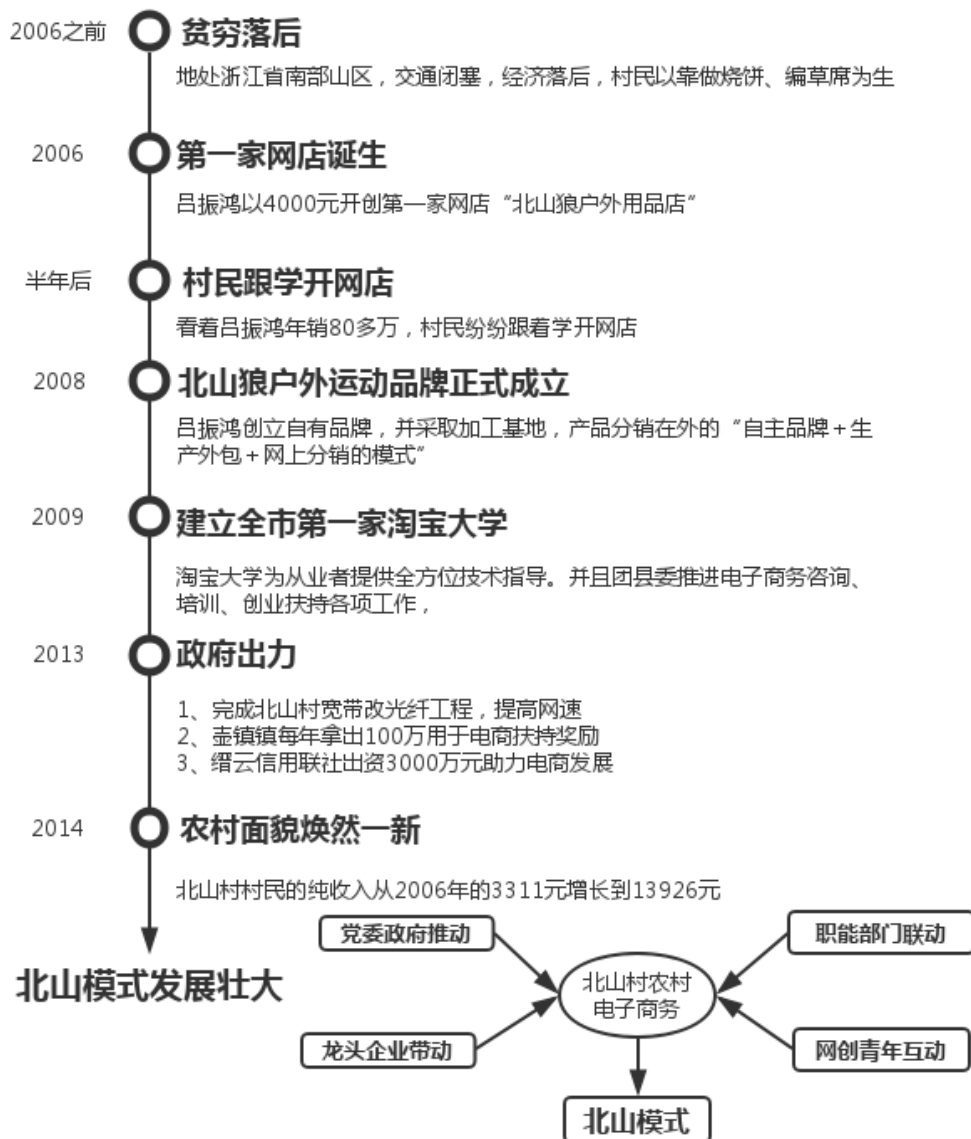 2006之前
贫穷落后
地处浙江省南部山区，交通闭塞，经济落后，村民以靠做烧饼、编草席为生
2006
第一家网店诞生
吕振鸿以4000元开创第一家网店“北山狼户外用品店”
半年后
村民跟学开网店
看着吕振鸿年销80多万，村民纷纷跟着学开网店
2008
北山狼户外运动品牌正式成立
吕振鸿创立自有品牌，并采取加工基地，产品分销在外的“自主品牌＋生
产外包＋网上分销的模式”
2009
建立全市第一家淘宝大学
淘宝大学为从业者提供全方位技术指导。并且团县委推进电子商务咨询、
培训、创业扶持各项工作，
2013
政府出力
1、完成北山村宽带改光纤工程，提高网速
2、壶镇镇每年拿出100万用于电商扶持奖励
3、缙云信用联社出资3000万元助力电商发展
2014
农村面貌焕然一新
北山村村民的纯收入从2006年的3311元增长到13926元
北山模式发展壮大
党委政府推动
职能部门联动
北山村农村
电子商务
龙头企业带动
网创青年互动
北山模式